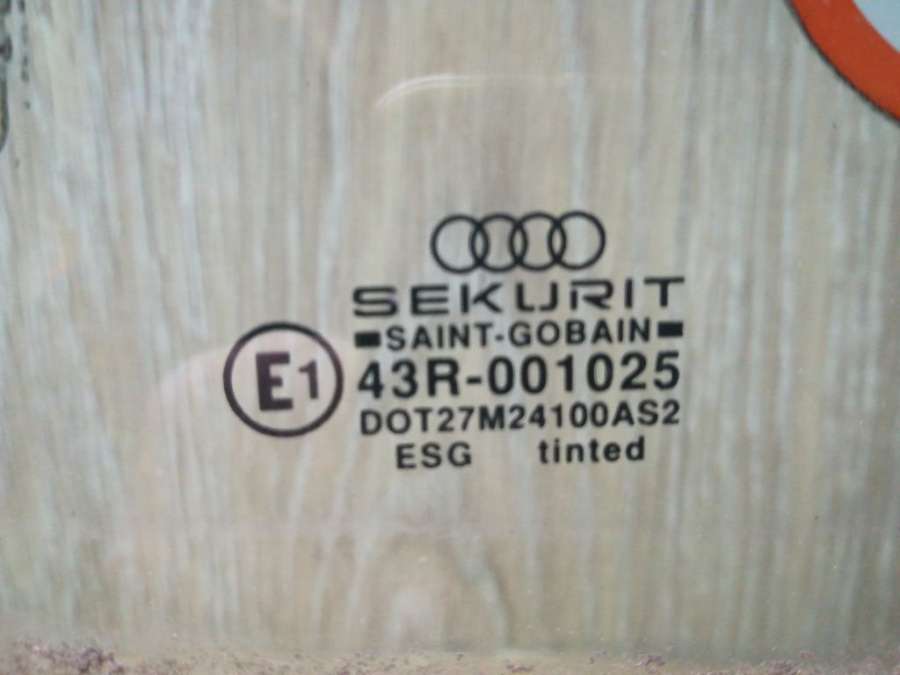 SEKURIT
SAINT-GOBAIN
E1
43R-001025
DOT27M24100AS2
ESG tinted